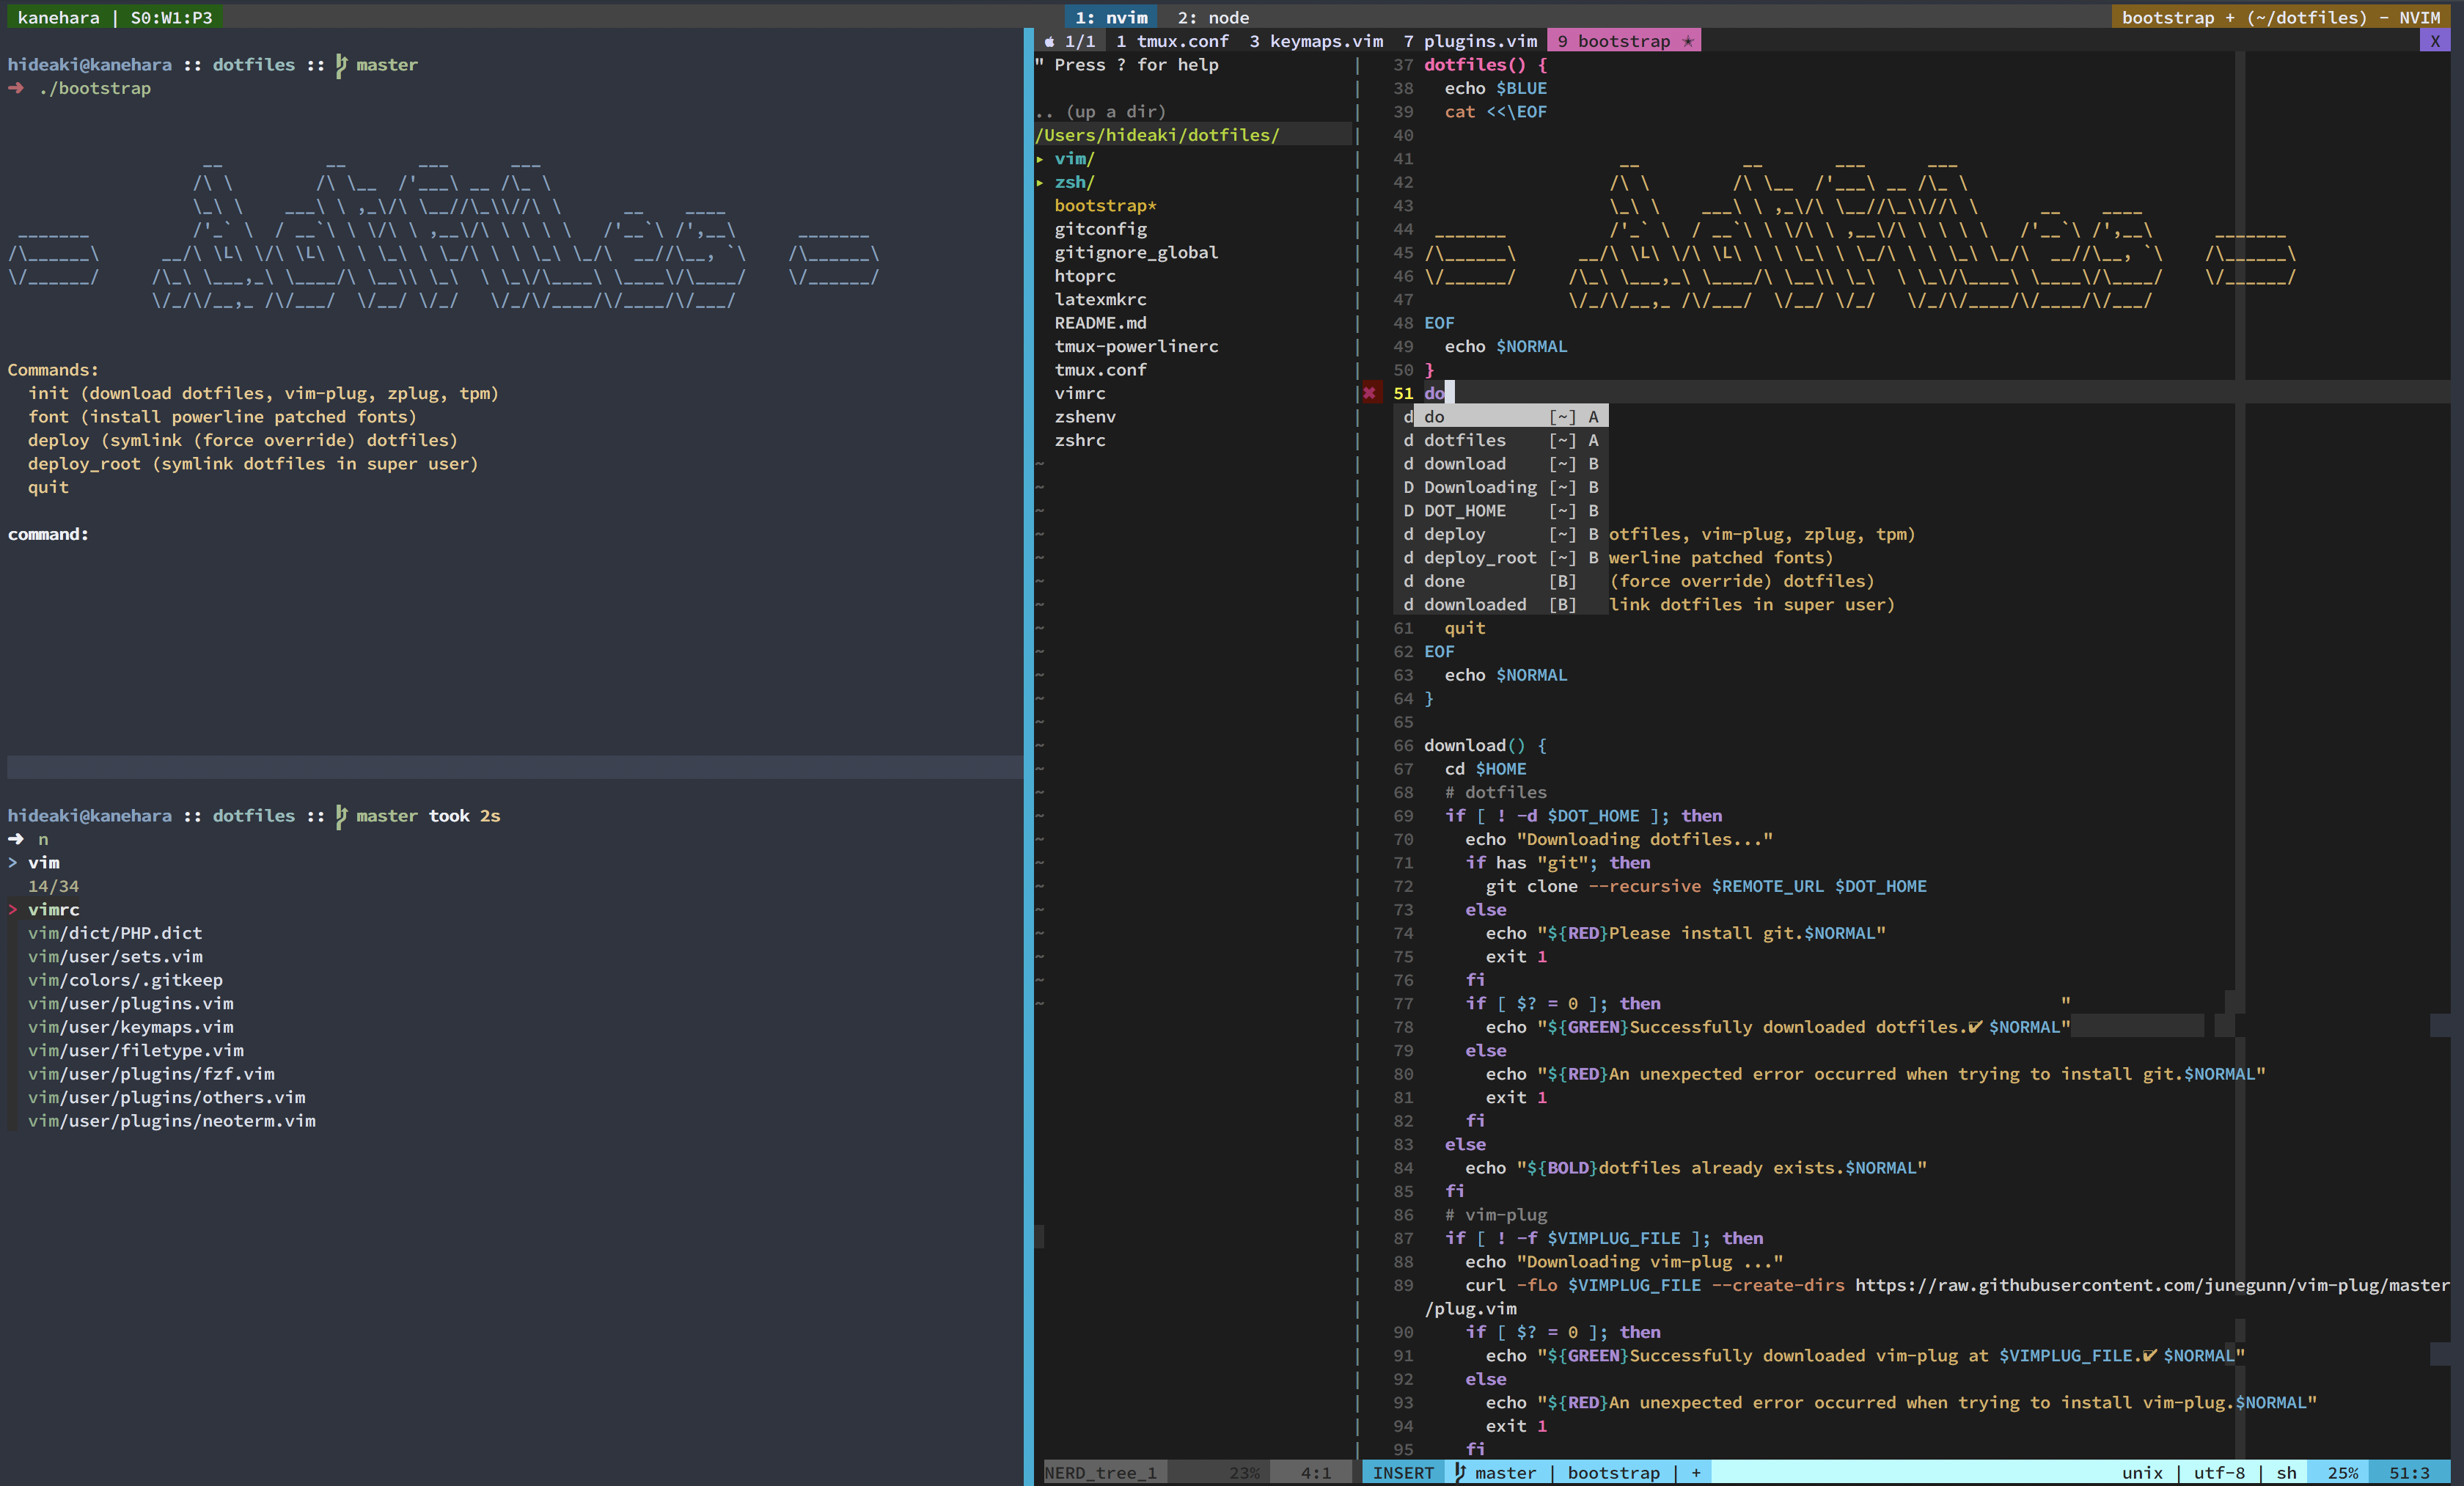 kanehara | S0:W1:P3
1: nvim  2: node
bootstrap + (~/dotfiles) - NVIM
hideaki@kanehara :: dotfiles :: master
➜ ./bootstrap
Commands:
  init (download dotfiles, vim-plug, zplug, tpm)
  font (install powerline patched fonts)
  deploy (symlink (force override) dotfiles)
  deploy_root (symlink dotfiles in super user)
  quit
command:
hideaki@kanehara :: dotfiles :: master took 2s
➜ n
> vim
  14/34
> vimrc
  vim/dict/PHP.dict
  vim/user/sets.vim
  vim/colors/.gitkeep
  vim/user/plugins.vim
  vim/user/keymaps.vim
  vim/user/filetype.vim
  vim/user/plugins/fzf.vim
  vim/user/plugins/others.vim
  vim/user/plugins/neoterm.vim
1/1  1 tmux.conf  3 keymaps.vim  7 plugins.vim  9 bootstrap ★  X
" Press ? for help
.. (up a dir)
/Users/hideaki/dotfiles/
▸ vim/
▸ zsh/
  bootstrap*
  gitconfig
  gitignore_global
  htoprc
  latexmkrc
  README.md
  tmux-powerlinerc
  tmux.conf
  vimrc
  zshenv
  zshrc
NERD_tree_1  23%  4:1
37 dotfiles() {
38   echo $BLUE
39   cat <<\EOF
40
41
42
43
44
45
46
47
48 EOF
49   echo $NORMAL
50 }
✖ 51 do
d do          [~] A
d dotfiles    [~] A
d download    [~] B
D Downloading [~] B
D DOT_HOME    [~] B
d deploy      [~] B otfiles, vim-plug, zplug, tpm)
d deploy_root [~] B werline patched fonts)
d done        [B]   (force override) dotfiles)
d downloaded  [B]   link dotfiles in super user)
61   quit
62 EOF
63   echo $NORMAL
64 }
65
66 download() {
67   cd $HOME
68   # dotfiles
69   if [ ! -d $DOT_HOME ]; then
70     echo "Downloading dotfiles..."
71     if has "git"; then
72       git clone --recursive $REMOTE_URL $DOT_HOME
73     else
74       echo "${RED}Please install git.$NORMAL"
75       exit 1
76     fi
77     if [ $? = 0 ]; then "
78       echo "${GREEN}Successfully downloaded dotfiles.✔ $NORMAL"
79     else
80       echo "${RED}An unexpected error occurred when trying to install git.$NORMAL"
81       exit 1
82     fi
83   else
84     echo "${BOLD}dotfiles already exists.$NORMAL"
85   fi
86   # vim-plug
87   if [ ! -f $VIMPLUG_FILE ]; then
88     echo "Downloading vim-plug ..."
89     curl -fLo $VIMPLUG_FILE --create-dirs https://raw.githubusercontent.com/junegunn/vim-plug/master
/plug.vim
90     if [ $? = 0 ]; then
91       echo "${GREEN}Successfully downloaded vim-plug at $VIMPLUG_FILE.✔ $NORMAL"
92     else
93       echo "${RED}An unexpected error occurred when trying to install vim-plug.$NORMAL"
94       exit 1
95     fi
INSERT  master | bootstrap | +
unix | utf-8 | sh  25%  51:3